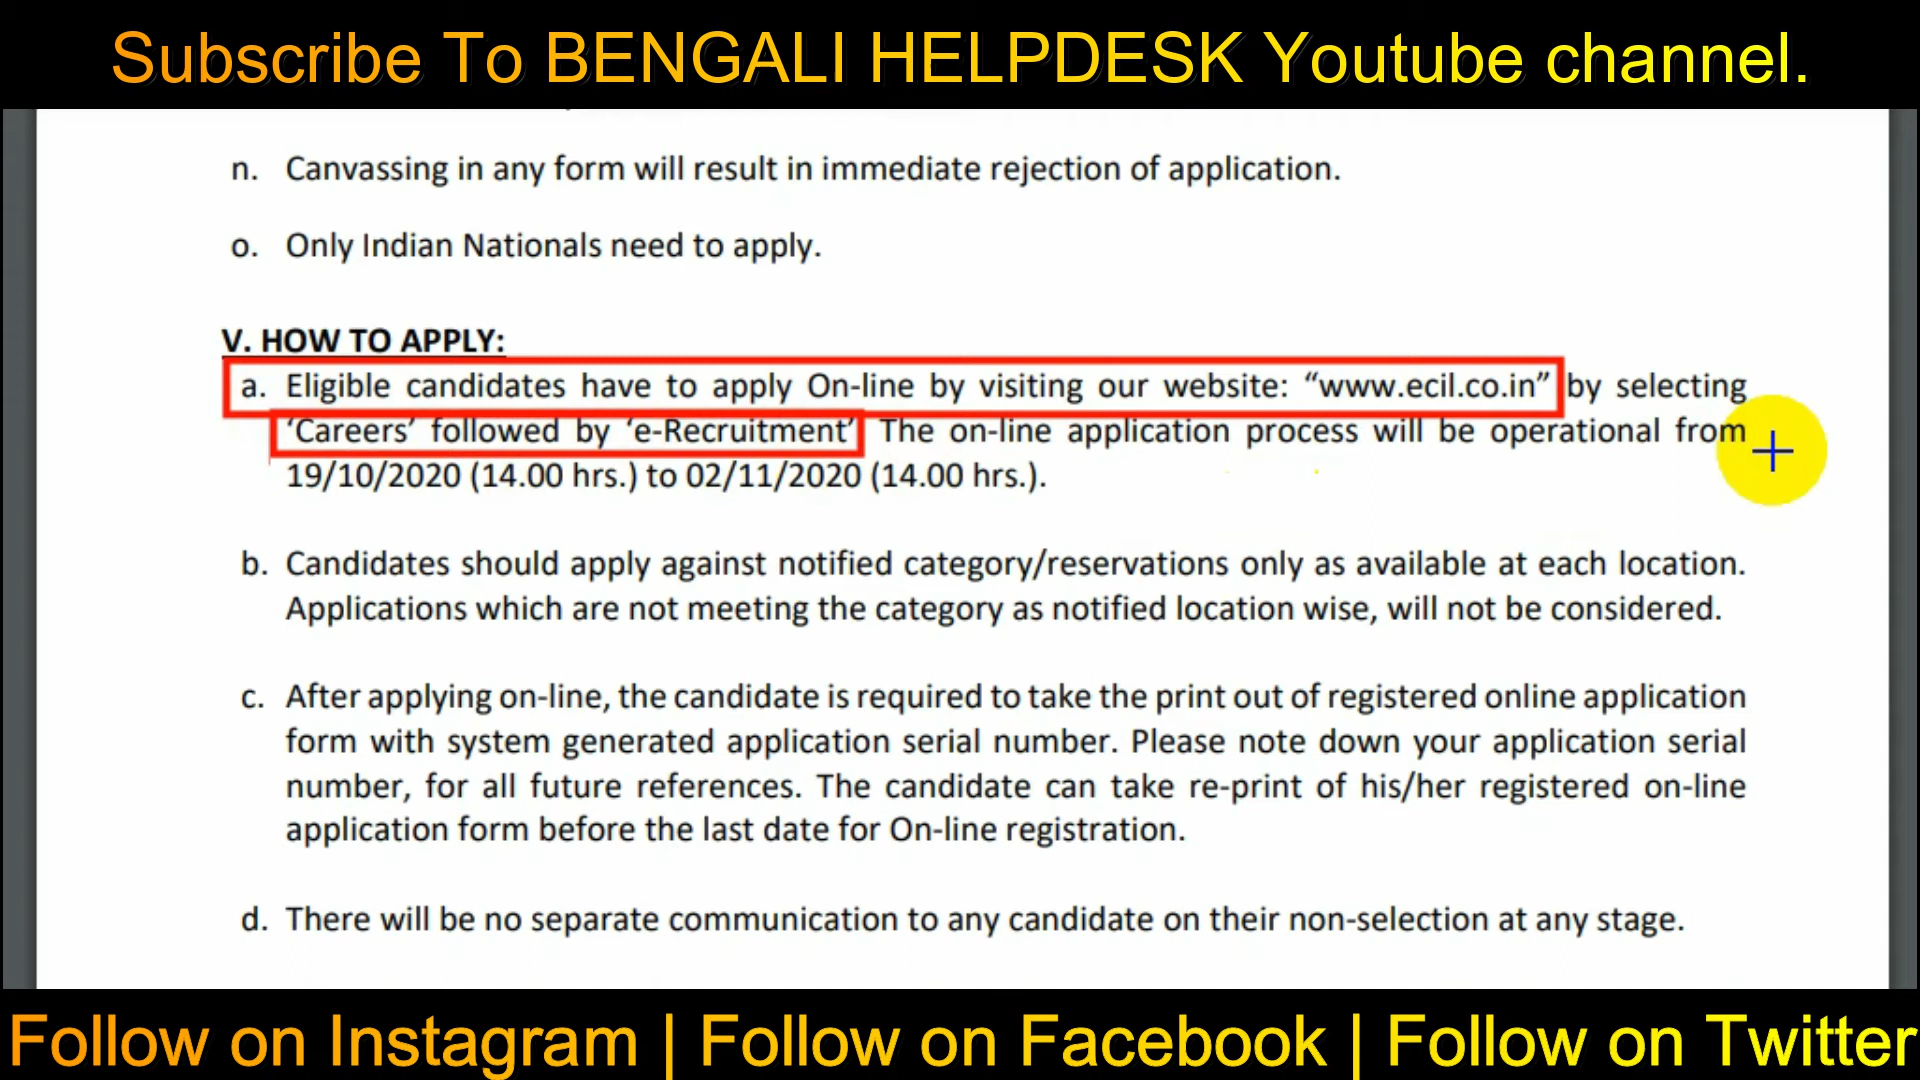 Subscribe To BENGALI HELPDESK Youtube channel.
n. Canvassing in any form will result in immediate rejection of application.
o. Only Indian Nationals need to apply.
V. HOW TO APPLY:
a. Eligible candidates have to apply On-line by visiting our website: “www.ecil.co.in” by selecting
‘Careers’ followed by ‘e-Recruitment’ The on-line application process will be operational from
19/10/2020 (14.00 hrs.) to 02/11/2020 (14.00 hrs.).
b. Candidates should apply against notified category/reservations only as available at each location.
Applications which are not meeting the category as notified location wise, will not be considered.
c. After applying on-line, the candidate is required to take the print out of registered online application
form with system generated application serial number. Please note down your application serial
number, for all future references. The candidate can take re-print of his/her registered on-line
application form before the last date for On-line registration.
d. There will be no separate communication to any candidate on their non-selection at any stage.
Follow on Instagram | Follow on Facebook | Follow on Twitter